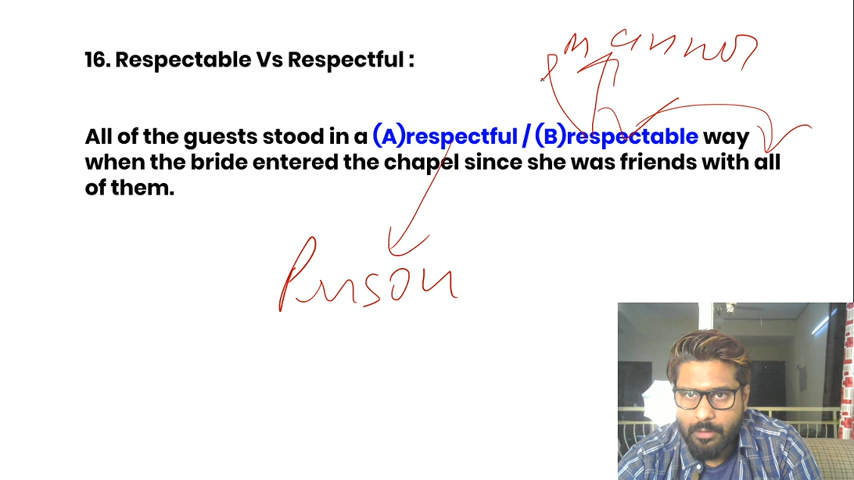 16. Respectable Vs Respectful :
manner
All of the guests stood in a (A)respectful / (B)respectable way
when the bride entered the chapel since she was friends with all
of them.
Person